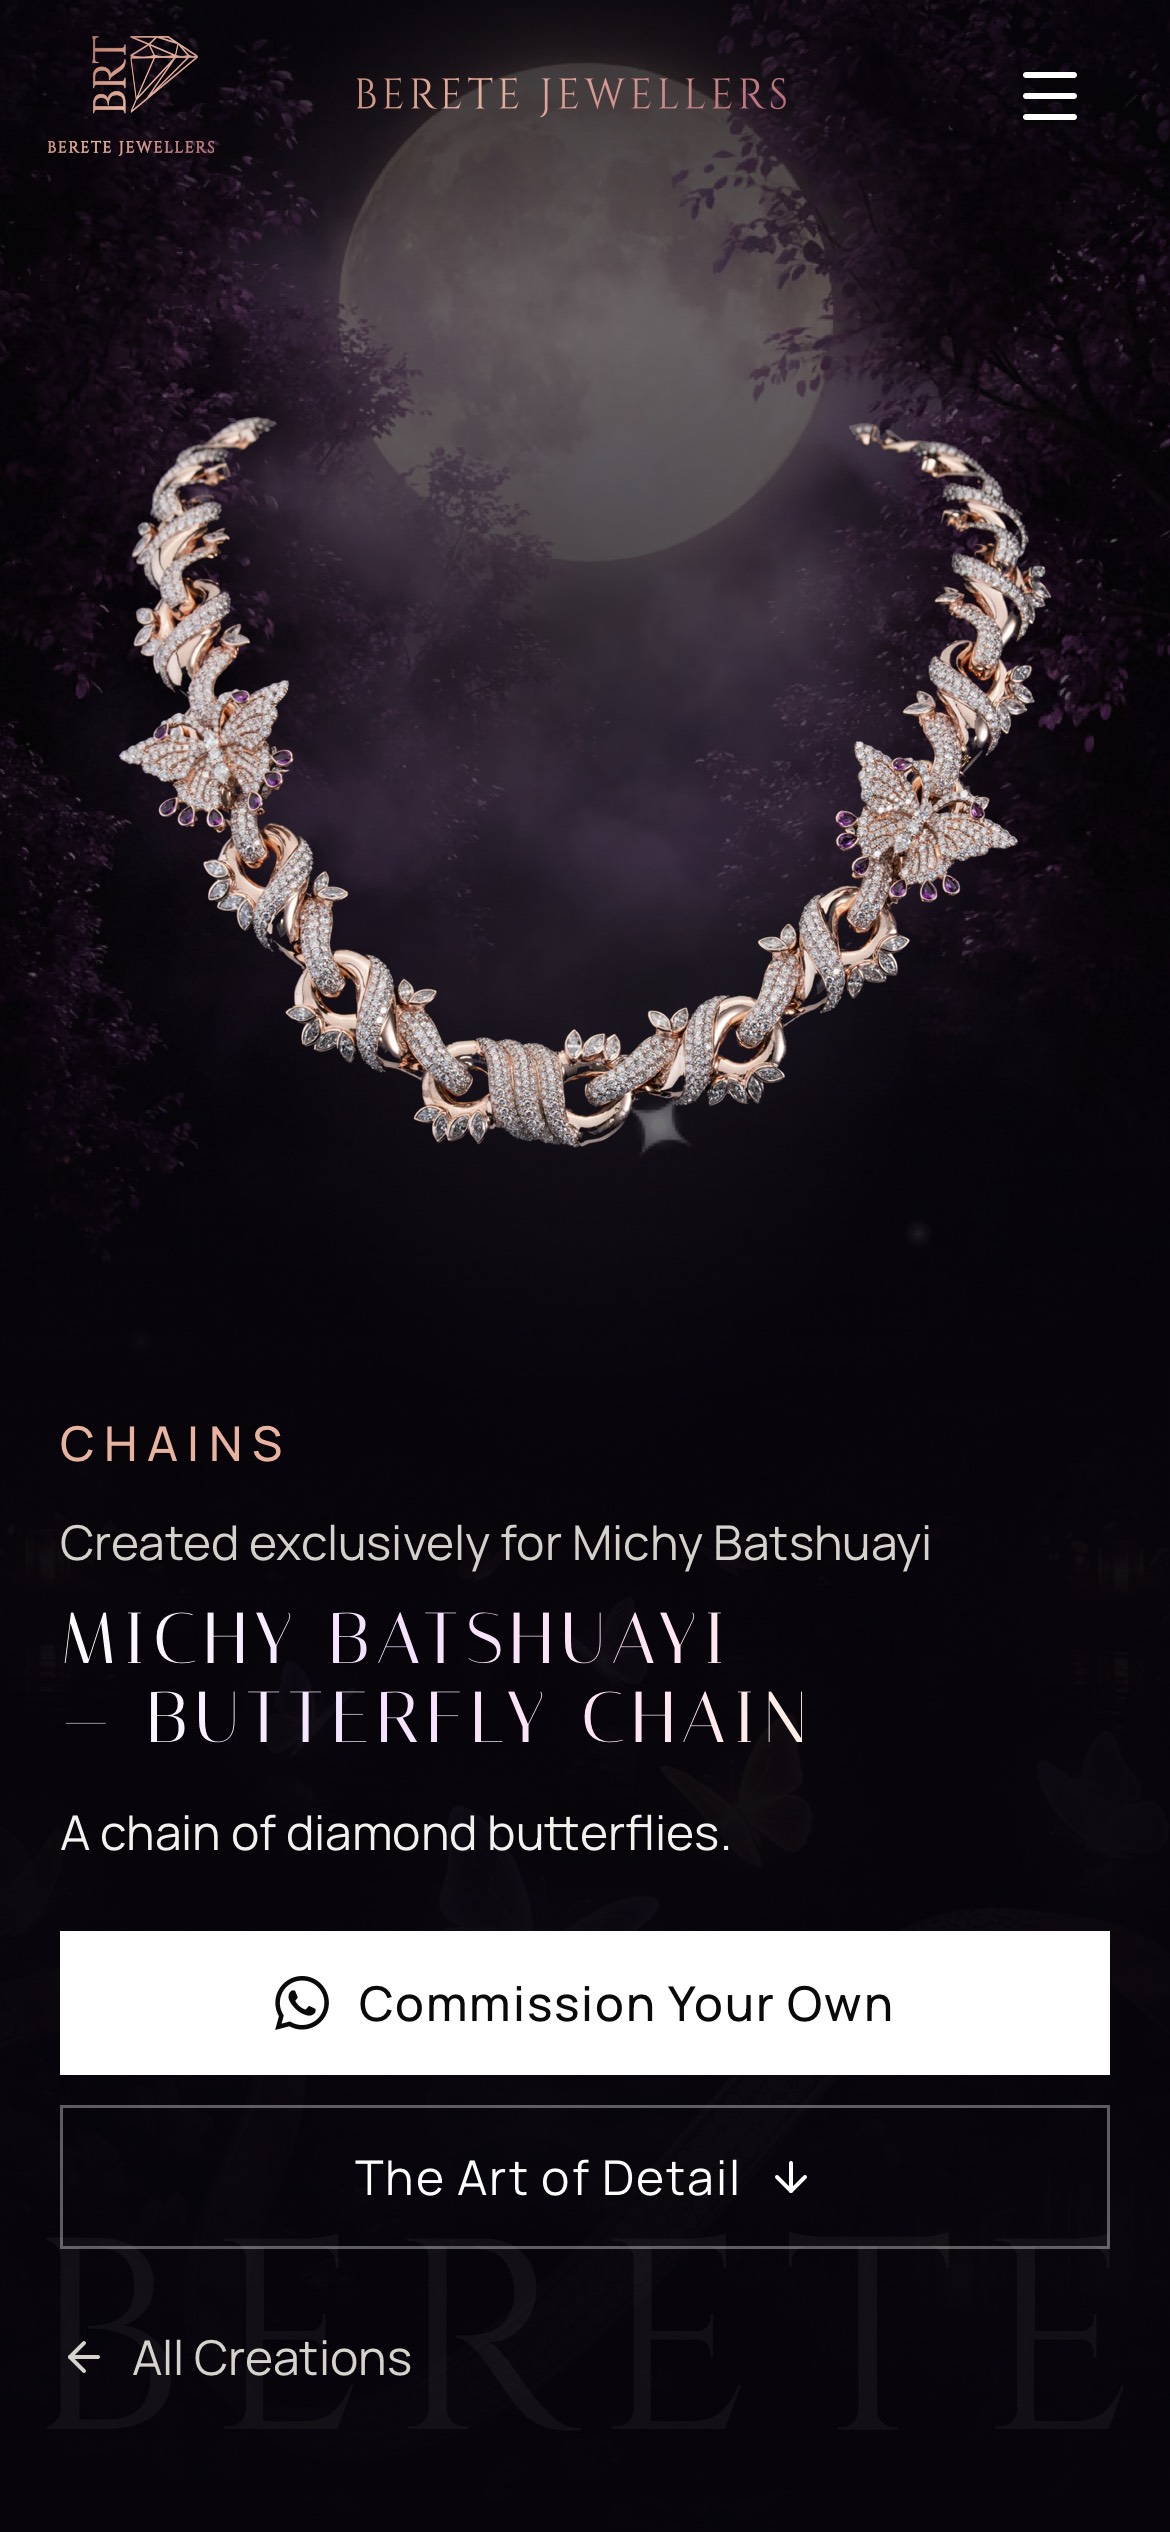 BRT
BERETE JEWELLERS
BERETE JEWELLERS
CHAINS
Created exclusively for Michy Batshuayi
MICHY BATSHUAYI
— BUTTERFLY CHAIN
A chain of diamond butterflies.
Commission Your Own
The Art of Detail ↓
BERETE
← All Creations